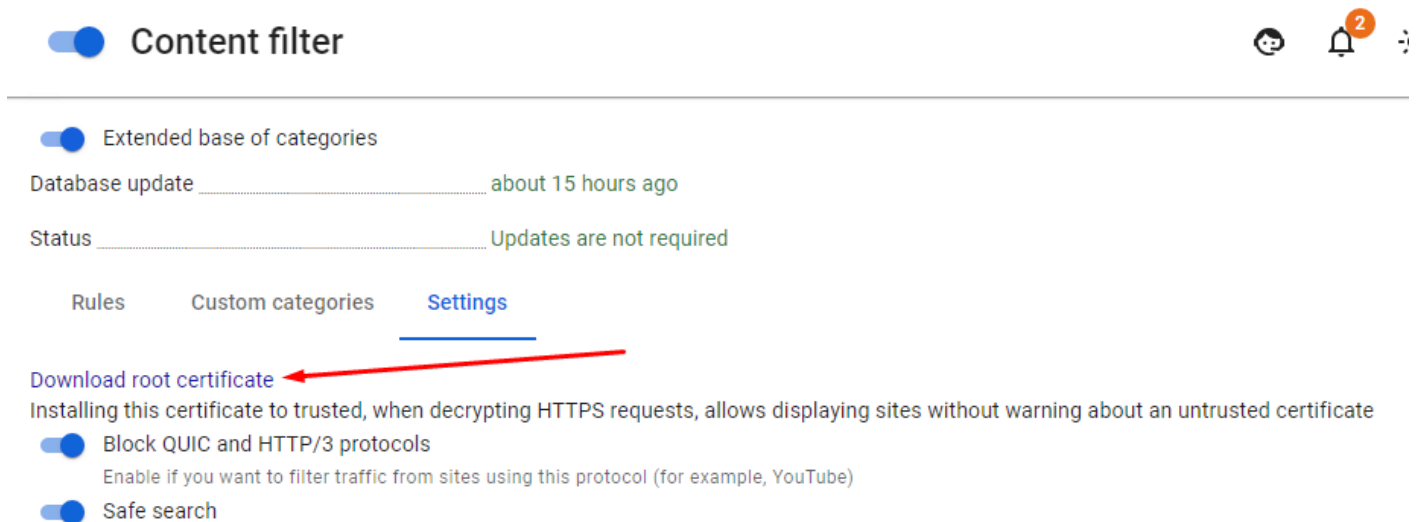 Content filter
2
Extended base of categories
Database update about 15 hours ago
Status Updates are not required
Rules Custom categories Settings
Download root certificate
Installing this certificate to trusted, when decrypting HTTPS requests, allows displaying sites without warning about an untrusted certificate
Block QUIC and HTTP/3 protocols
Enable if you want to filter traffic from sites using this protocol (for example, YouTube)
Safe search